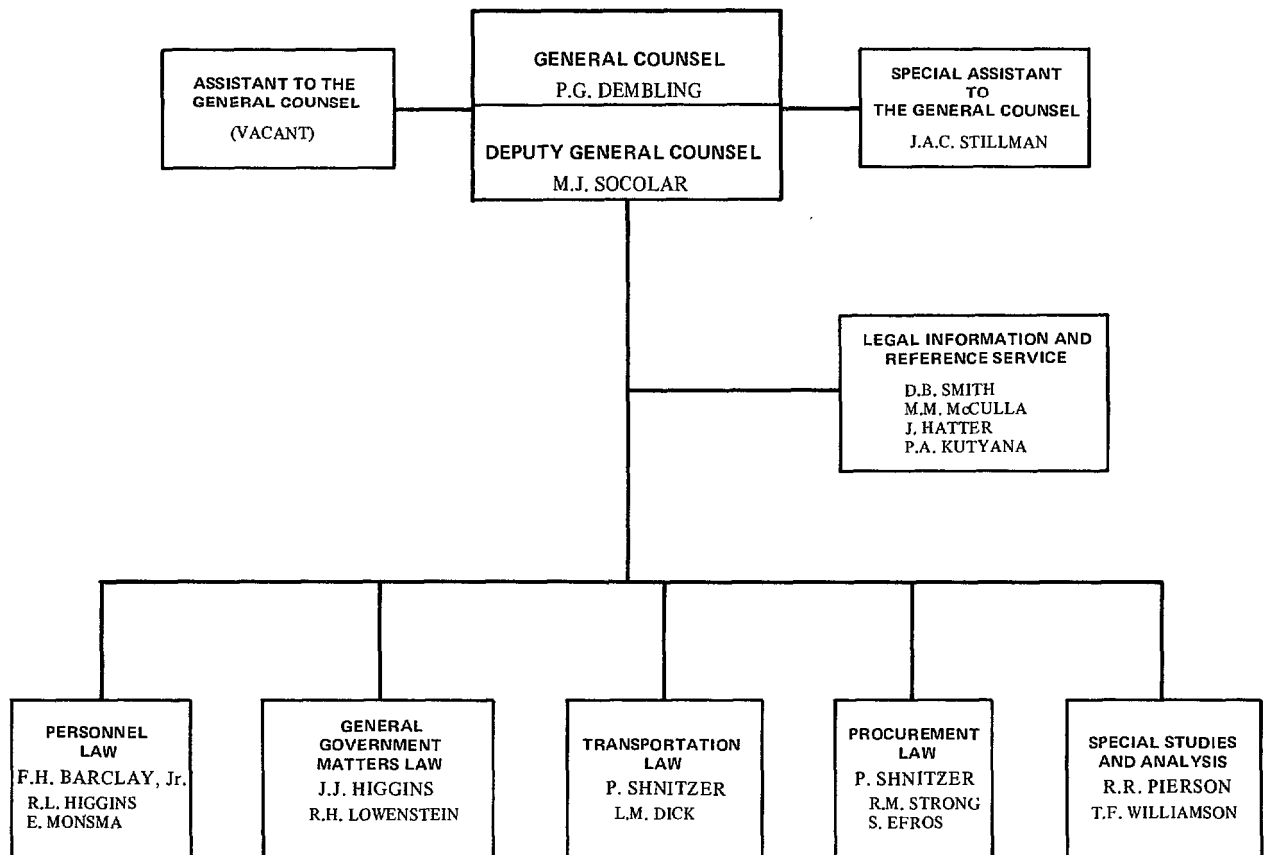 ASSISTANT TO THE
GENERAL COUNSEL
(VACANT)
GENERAL COUNSEL
P.G. DEMBLING
DEPUTY GENERAL COUNSEL
M.J. SOCOLAR
SPECIAL ASSISTANT
TO
THE GENERAL COUNSEL
J.A.C. STILLMAN
LEGAL INFORMATION AND
REFERENCE SERVICE
D.B. SMITH
M.M. McCULLA
J. HATTER
P.A. KUTYANA
PERSONNEL
LAW
F.H. BARCLAY, Jr.
R.L. HIGGINS
E. MONSMA
GENERAL
GOVERNMENT
MATTERS LAW
J.J. HIGGINS
R.H. LOWENSTEIN
TRANSPORTATION
LAW
P. SHNITZER
L.M. DICK
PROCUREMENT
LAW
P. SHNITZER
R.M. STRONG
S. EFROS
SPECIAL STUDIES
AND ANALYSIS
R.R. PIERSON
T.F. WILLIAMSON